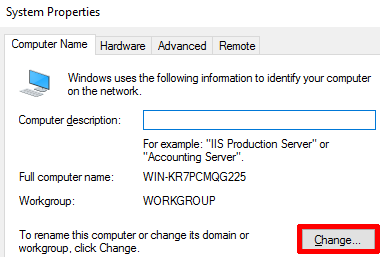 System Properties
Computer Name Hardware Advanced Remote
Windows uses the following information to identify your computer
on the network.
Computer description:
For example: "IIS Production Server" or
"Accounting Server".
Full computer name: WIN-KR7PCMQG225
Workgroup: WORKGROUP
To rename this computer or change its domain or
workgroup, click Change.
Change...